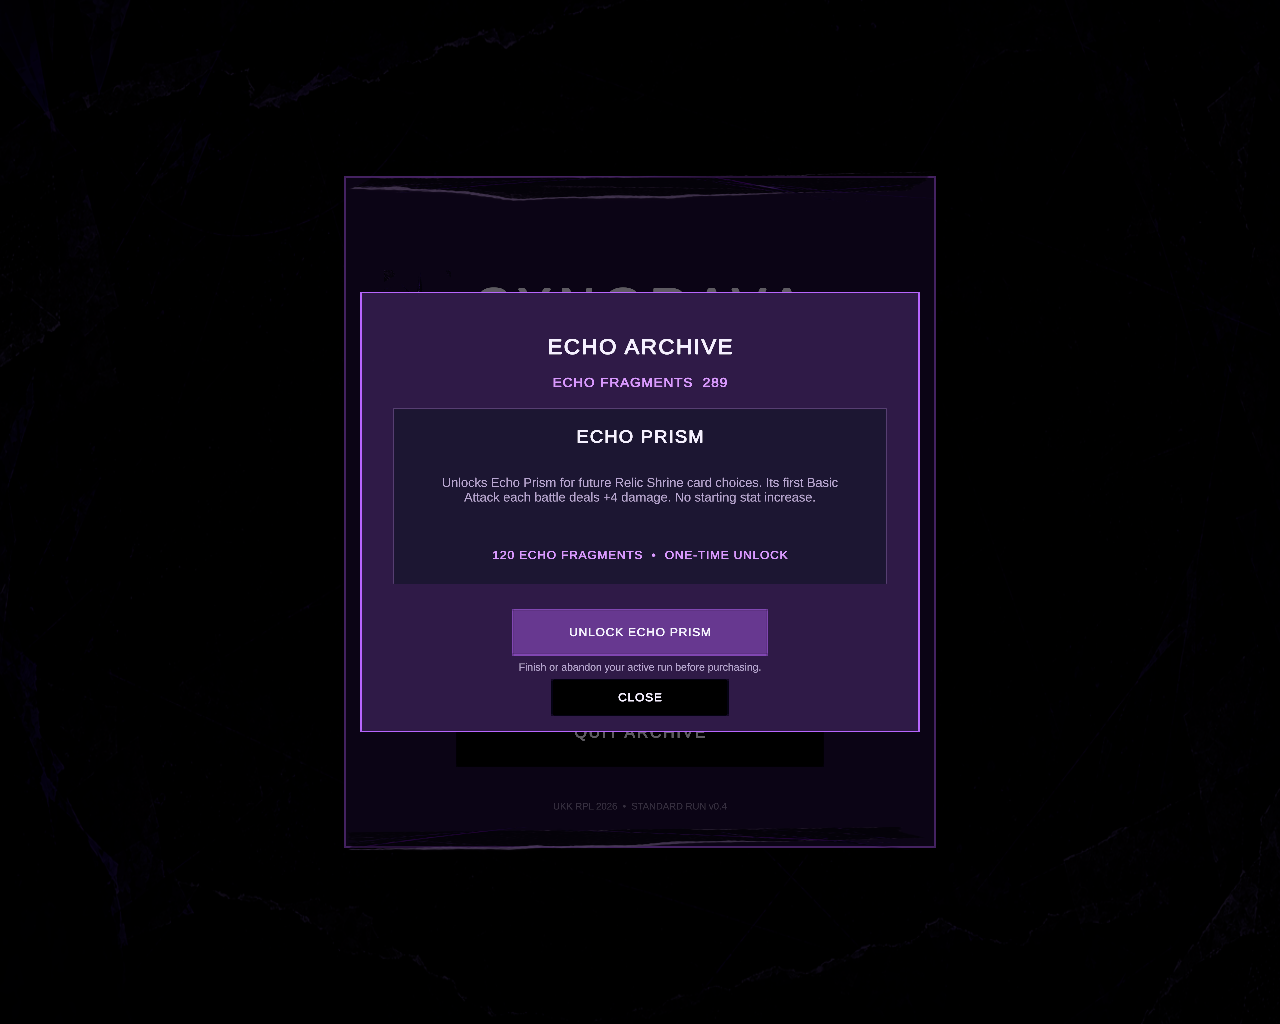 ECHO ARCHIVE
ECHO FRAGMENTS 289
ECHO PRISM
Unlocks Echo Prism for future Relic Shrine card choices. Its first Basic
Attack each battle deals +4 damage. No starting stat increase.
120 ECHO FRAGMENTS • ONE-TIME UNLOCK
UNLOCK ECHO PRISM
Finish or abandon your active run before purchasing.
CLOSE
QUIT ARCHIVE
UKK RPL 2026 • STANDARD RUN v0.4